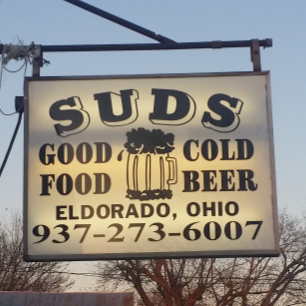 SUDS
GOOD COLD
FOOD BEER
ELDORADO, OHIO
937-273-6007